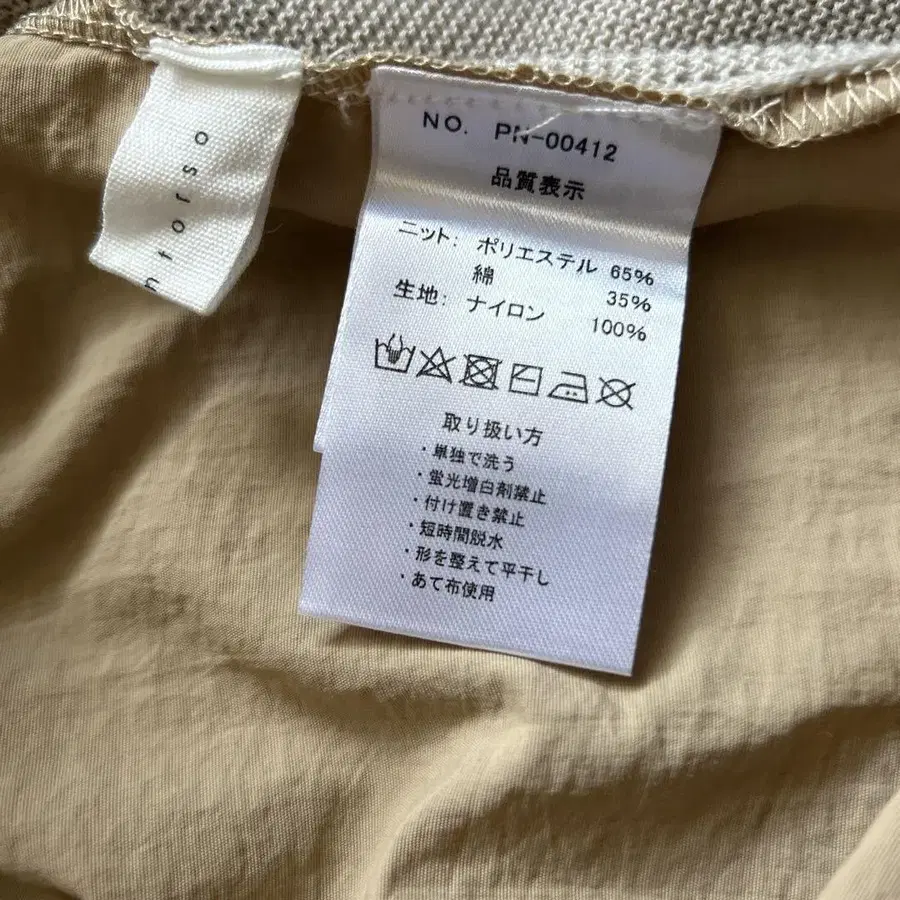 ntorso
NO. PN-00412
品質表示
ニット: ポリエステル 65%
綿 35%
生地: ナイロン 100%
取り扱い方
・単独で洗う
・蛍光増白剤禁止
・付け置き禁止
・短時間脱水
・形を整えて平干し
・あて布使用